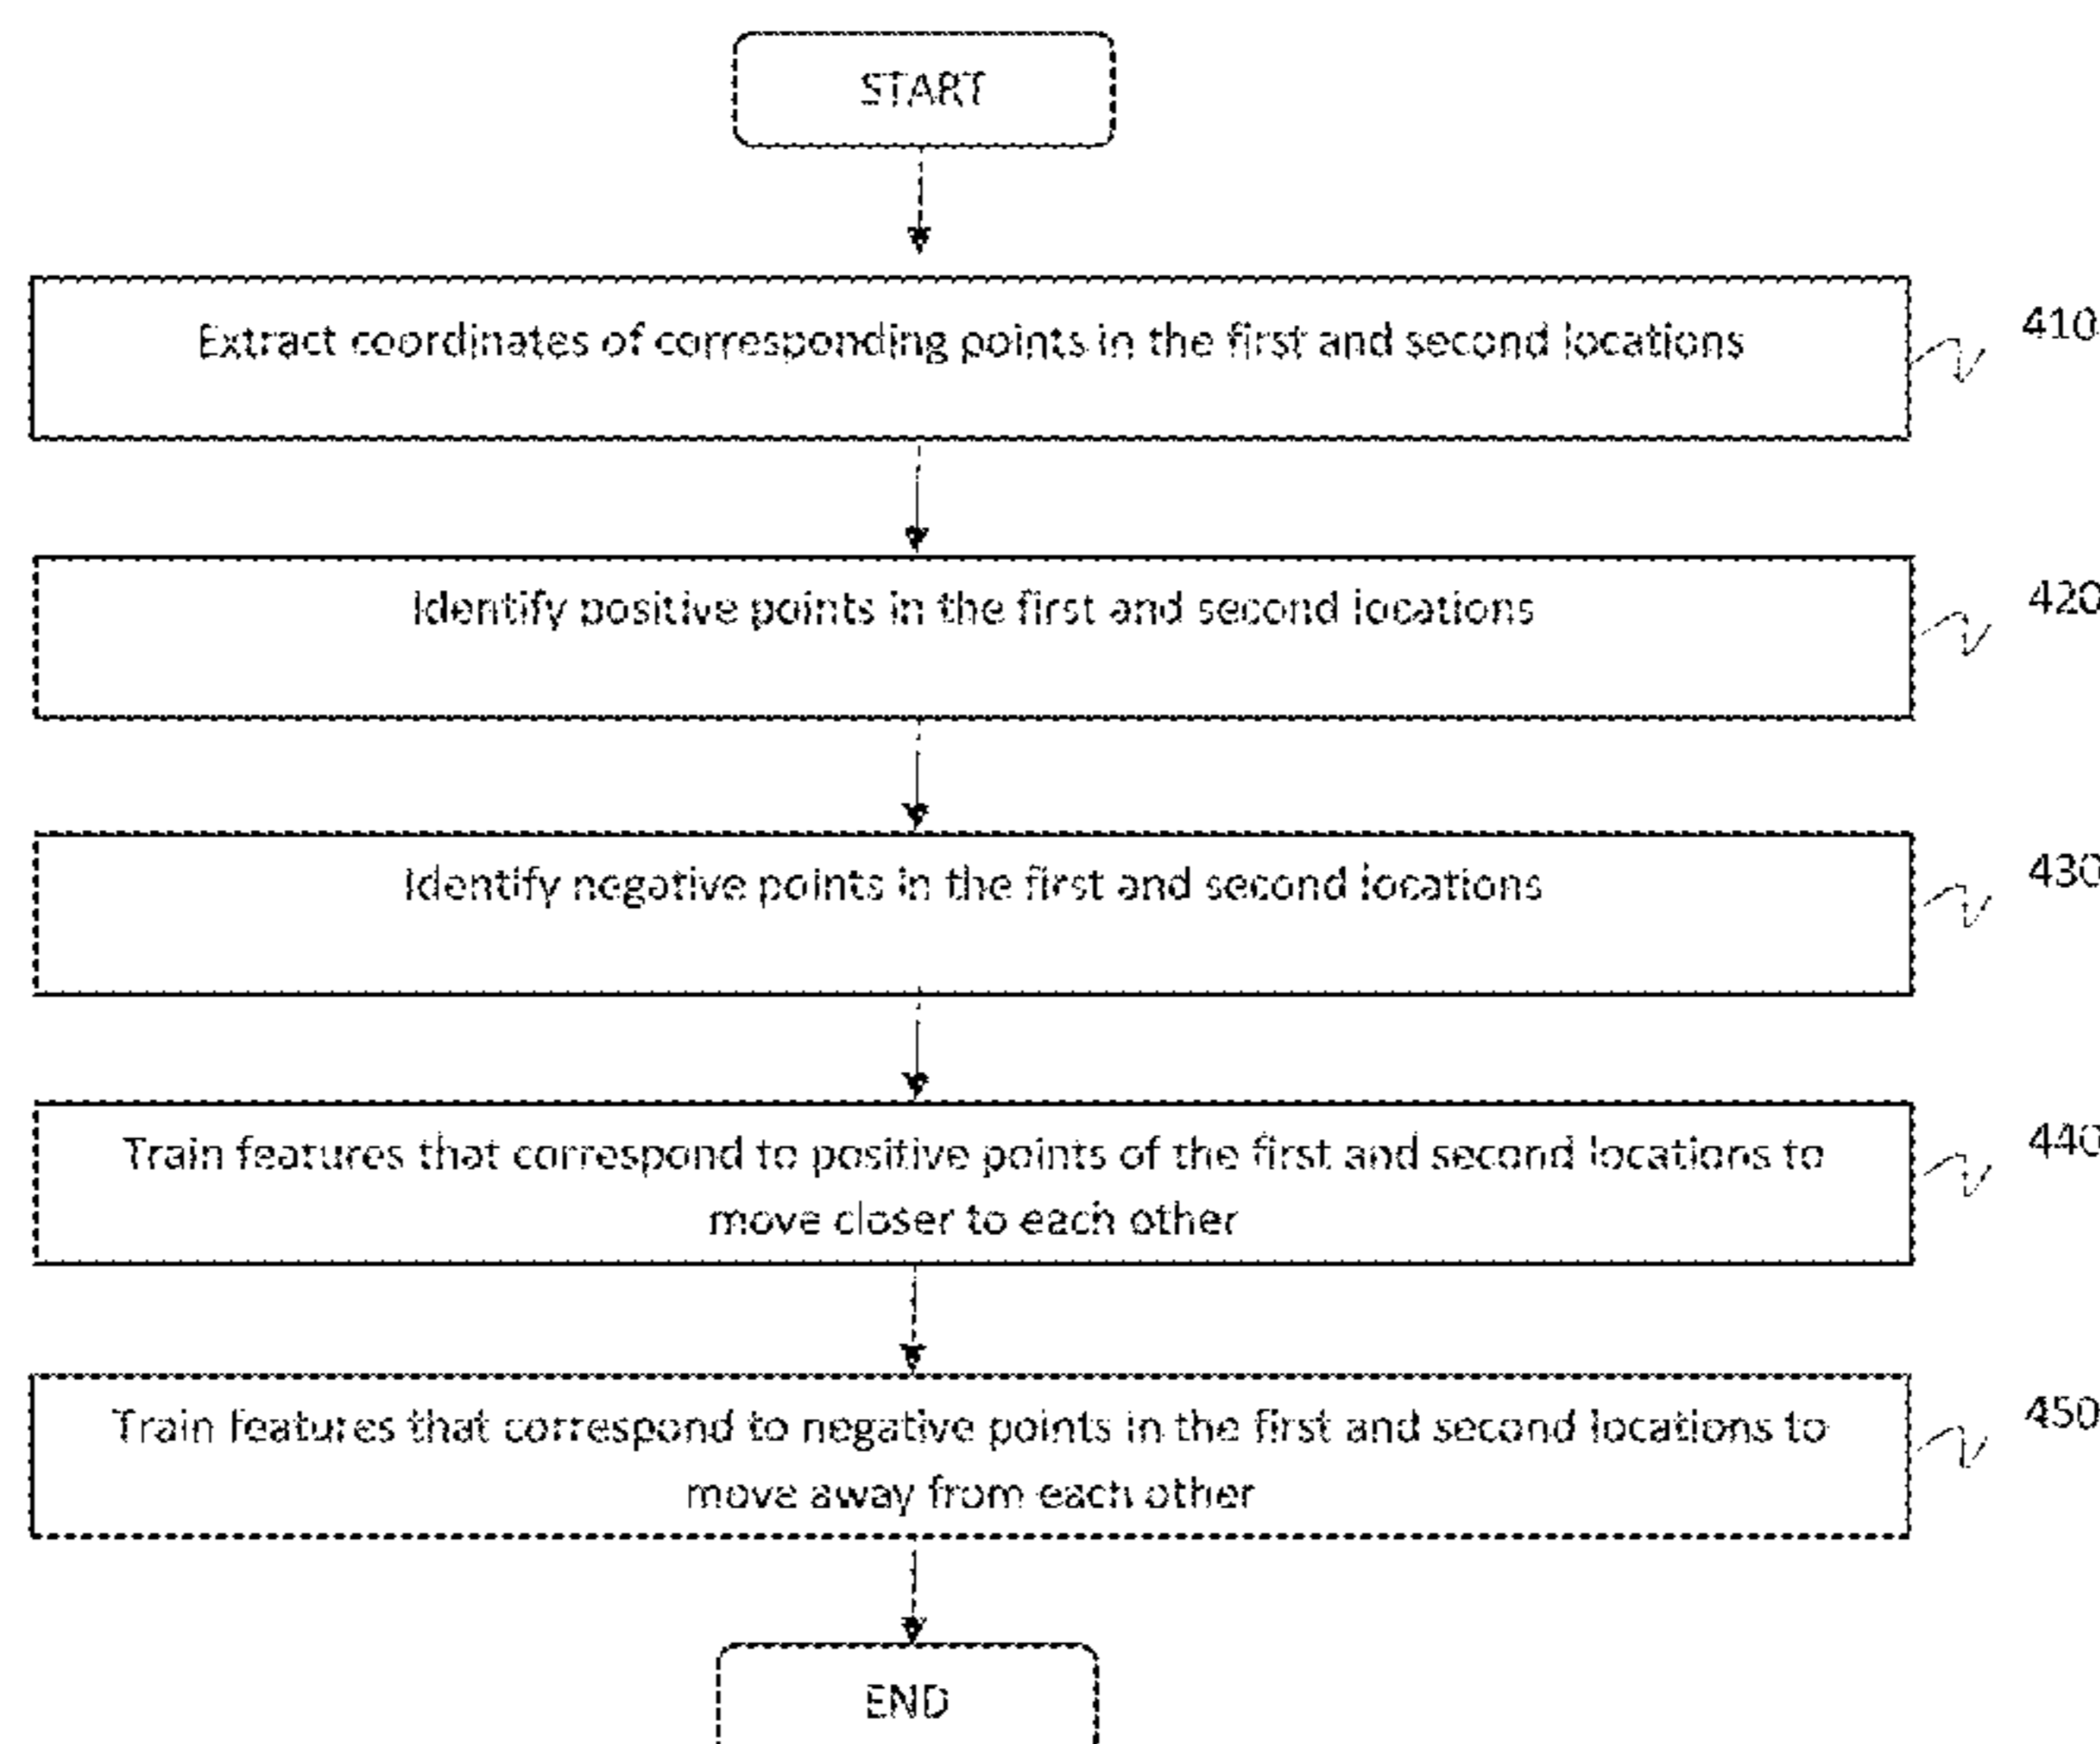 START
Extract coordinates of corresponding points in the first and second locations
410
Identify positive points in the first and second locations
420
Identify negative points in the first and second locations
430
Train features that correspond to positive points of the first and second locations to
move closer to each other
440
Train features that correspond to negative points in the first and second locations to
move away from each other
450
END